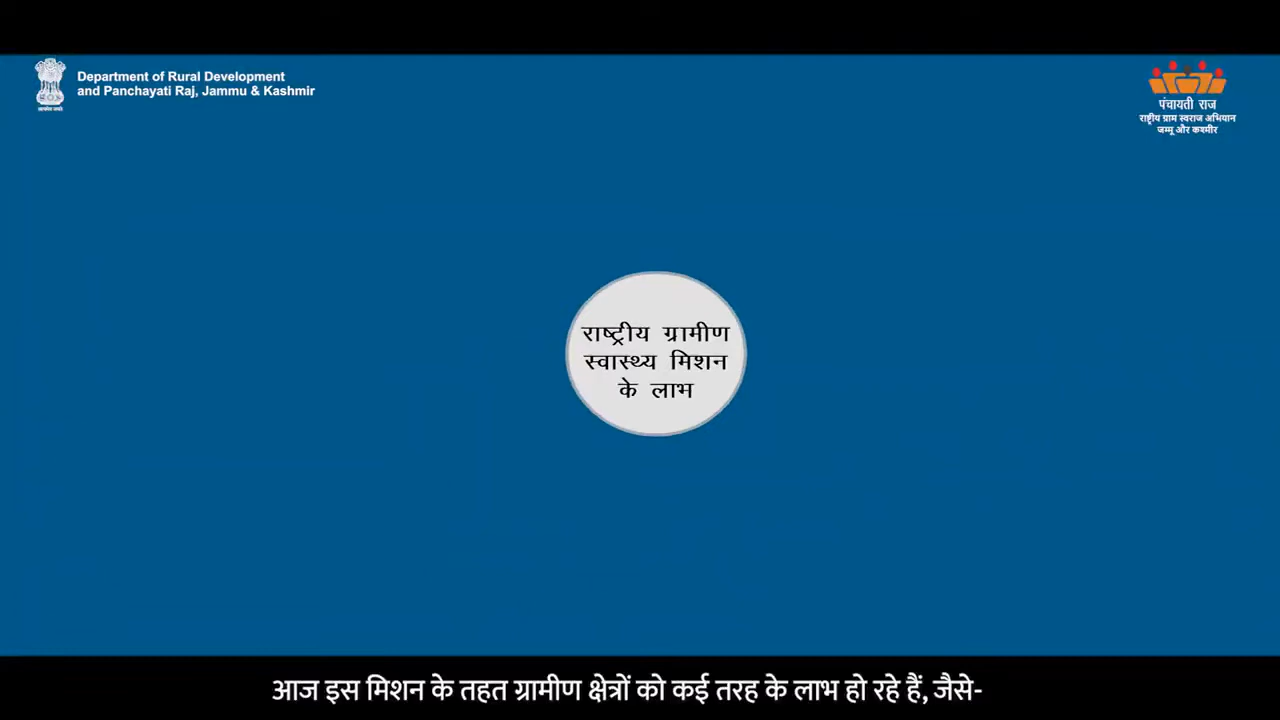 Department of Rural Development
and Panchayati Raj, Jammu & Kashmir
पंचायती राज
राष्ट्रीय ग्राम स्वराज अभियान
जम्मू और कश्मीर
राष्ट्रीय ग्रामीण
स्वास्थ्य मिशन
के लाभ
आज इस मिशन के तहत ग्रामीण क्षेत्रों को कई तरह के लाभ हो रहे हैं, जैसे-